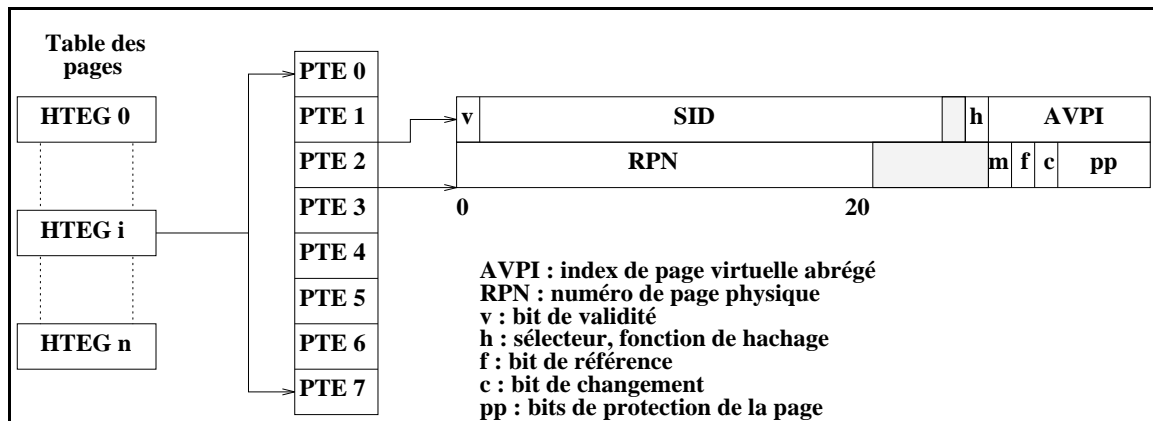 Table des
pages
HTEG 0
HTEG i
HTEG n
PTE 0
PTE 1
PTE 2
PTE 3
PTE 4
PTE 5
PTE 6
PTE 7
v SID h AVPI
RPN m f c pp
0 20
AVPI : index de page virtuelle abrégé
RPN : numéro de page physique
v : bit de validité
h : sélecteur, fonction de hachage
f : bit de référence
c : bit de changement
pp : bits de protection de la page